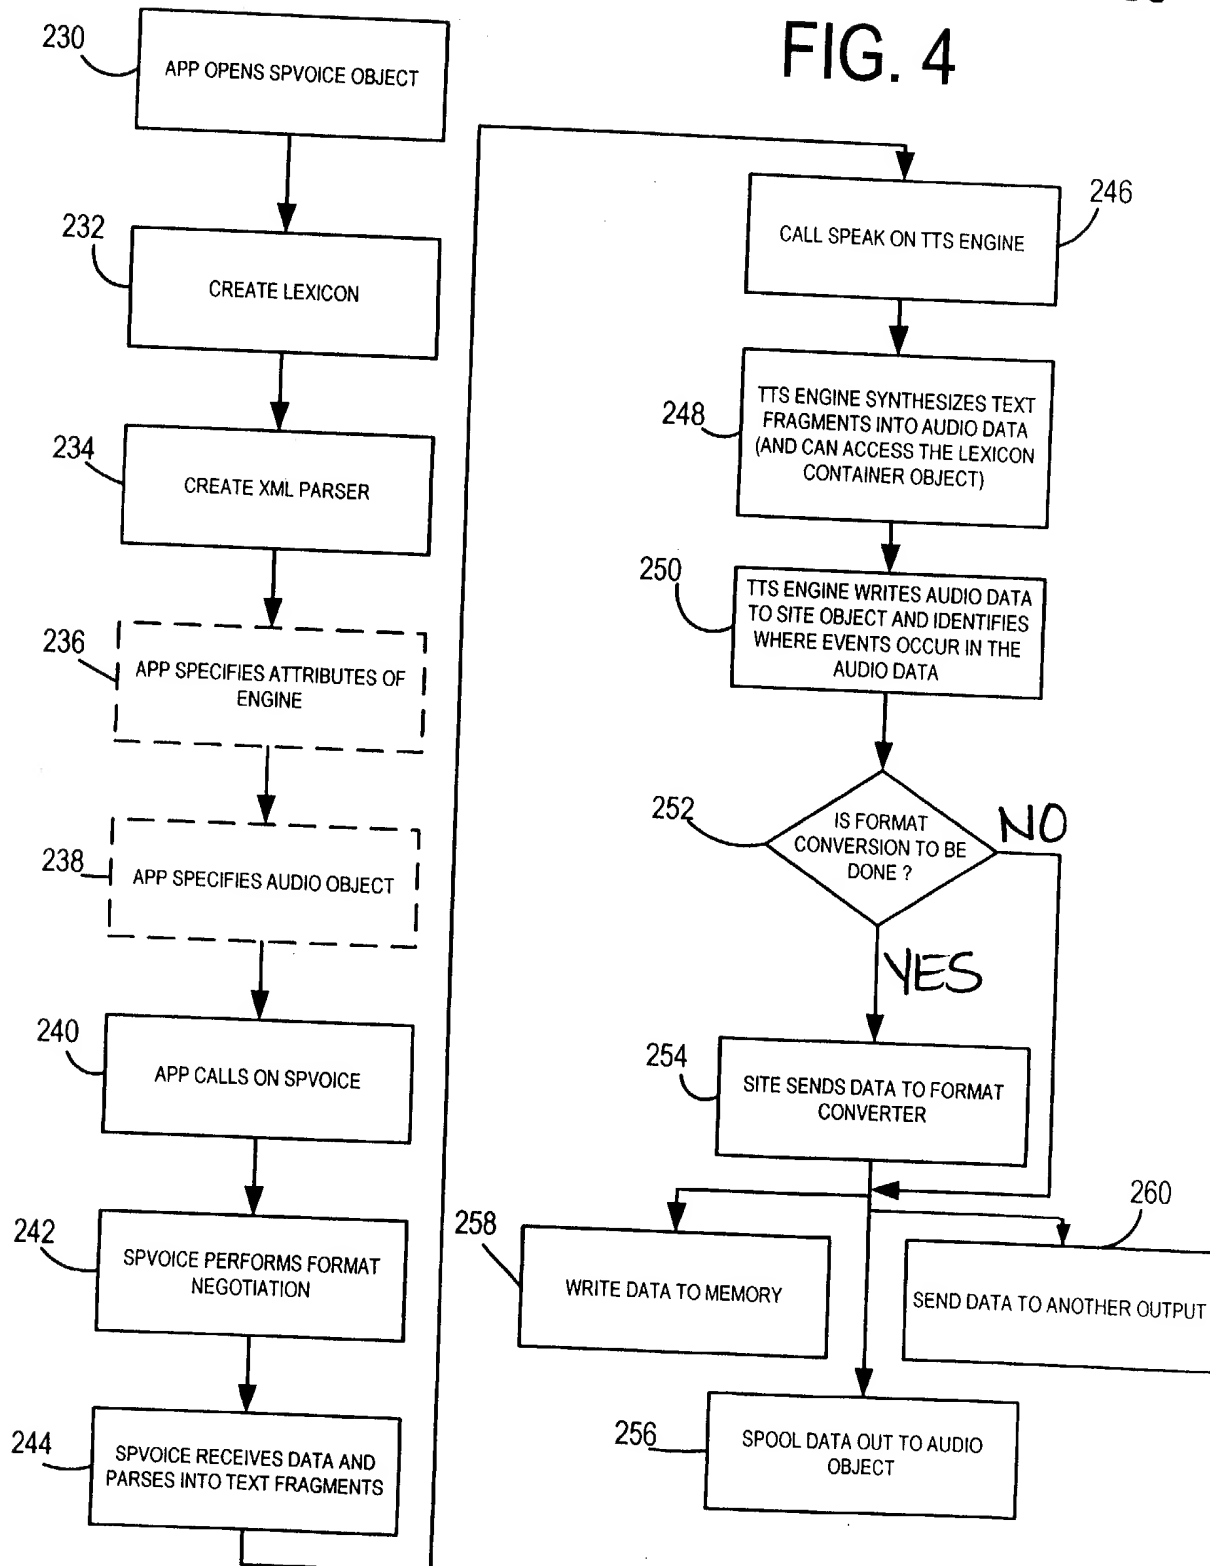 FIG. 4
230
APP OPENS SPVOICE OBJECT
232
CREATE LEXICON
234
CREATE XML PARSER
236
APP SPECIFIES ATTRIBUTES OF
ENGINE
238
APP SPECIFIES AUDIO OBJECT
240
APP CALLS ON SPVOICE
242
SPVOICE PERFORMS FORMAT
NEGOTIATION
244
SPVOICE RECEIVES DATA AND
PARSES INTO TEXT FRAGMENTS
246
CALL SPEAK ON TTS ENGINE
248
TTS ENGINE SYNTHESIZES TEXT
FRAGMENTS INTO AUDIO DATA
(AND CAN ACCESS THE LEXICON
CONTAINER OBJECT)
250
TTS ENGINE WRITES AUDIO DATA
TO SITE OBJECT AND IDENTIFIES
WHERE EVENTS OCCUR IN THE
AUDIO DATA
252
IS FORMAT
CONVERSION TO BE
DONE ?
NO
YES
254
SITE SENDS DATA TO FORMAT
CONVERTER
258
WRITE DATA TO MEMORY
260
SEND DATA TO ANOTHER OUTPUT
256
SPOOL DATA OUT TO AUDIO
OBJECT